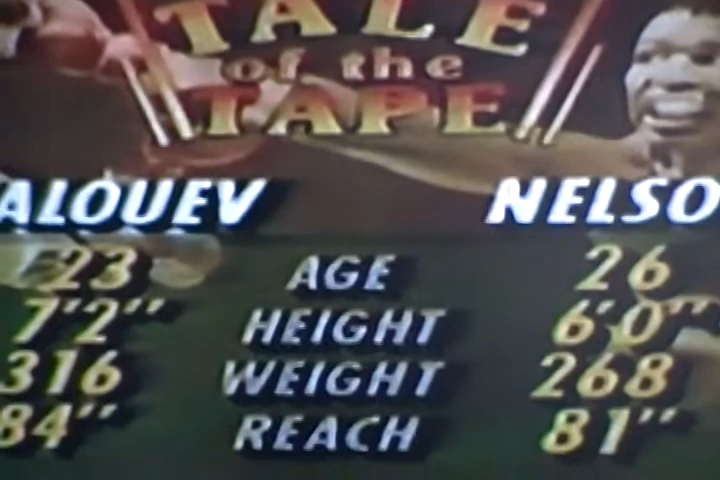 TALE
of the
TAPE
ALOUEV NELSO
23 AGE 26
7'2" HEIGHT 6'0"
316 WEIGHT 268
84" REACH 81"